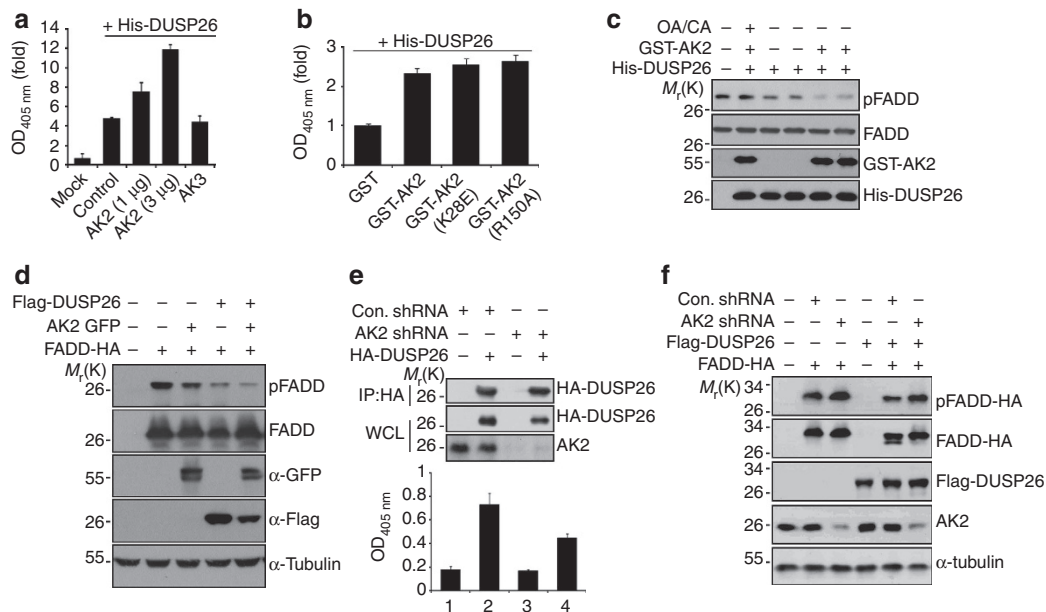 a
+ His-DUSP26
OD405 nm (fold)
14
12
10
8
6
4
2
0
Mock
Control
AK2 (1 µg)
AK2 (3 µg)
AK3
b
+ His-DUSP26
OD405 nm (fold)
3
2
1
0
GST
GST-AK2
GST-AK2
(K28E)
GST-AK2
(R150A)
c
OA/CA – + – – – –
GST-AK2 – + – – + +
His-DUSP26 – + + + + +
Mr(K)
26- pFADD
26- FADD
55- GST-AK2
26- His-DUSP26
d
Flag-DUSP26 – – – + +
AK2 GFP – – + – +
FADD-HA – + + + +
Mr(K)
26- pFADD
26- FADD
55- α-GFP
26- α-Flag
55- α-Tubulin
e
Con. shRNA + + – –
AK2 shRNA – – + +
HA-DUSP26 – + – +
Mr(K)
IP:HA 26- HA-DUSP26
WCL 26- HA-DUSP26
26- AK2
OD405 nm
1
0.8
0.6
0.4
0.2
0
1 2 3 4
f
Con. shRNA – + – – + –
AK2 shRNA – – + – – +
Flag-DUSP26 – – – + + +
FADD-HA – + + – + +
Mr(K)
34-
26- pFADD-HA
34-
26- FADD-HA
34-
26- Flag-DUSP26
26- AK2
55- α-tubulin